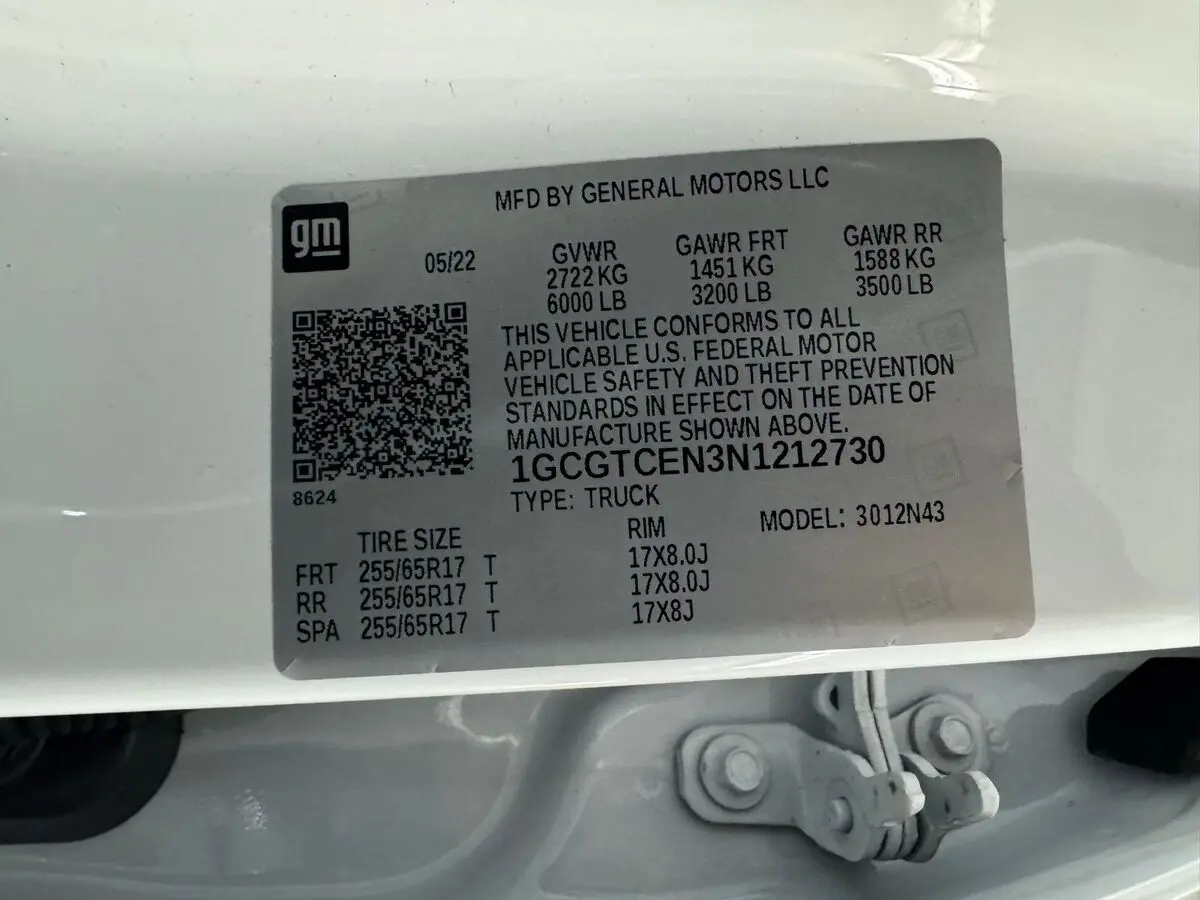 MFD BY GENERAL MOTORS LLC
gm
05/22
GVWR
2722 KG
6000 LB
GAWR FRT
1451 KG
3200 LB
GAWR RR
1588 KG
3500 LB
THIS VEHICLE CONFORMS TO ALL
APPLICABLE U.S. FEDERAL MOTOR
VEHICLE SAFETY AND THEFT PREVENTION
STANDARDS IN EFFECT ON THE DATE OF
MANUFACTURE SHOWN ABOVE.
1GCGTCEN3N1212730
8624
TYPE: TRUCK
MODEL: 3012N43
TIRE SIZE RIM
FRT 255/65R17 T 17X8.0J
RR 255/65R17 T 17X8.0J
SPA 255/65R17 T 17X8J